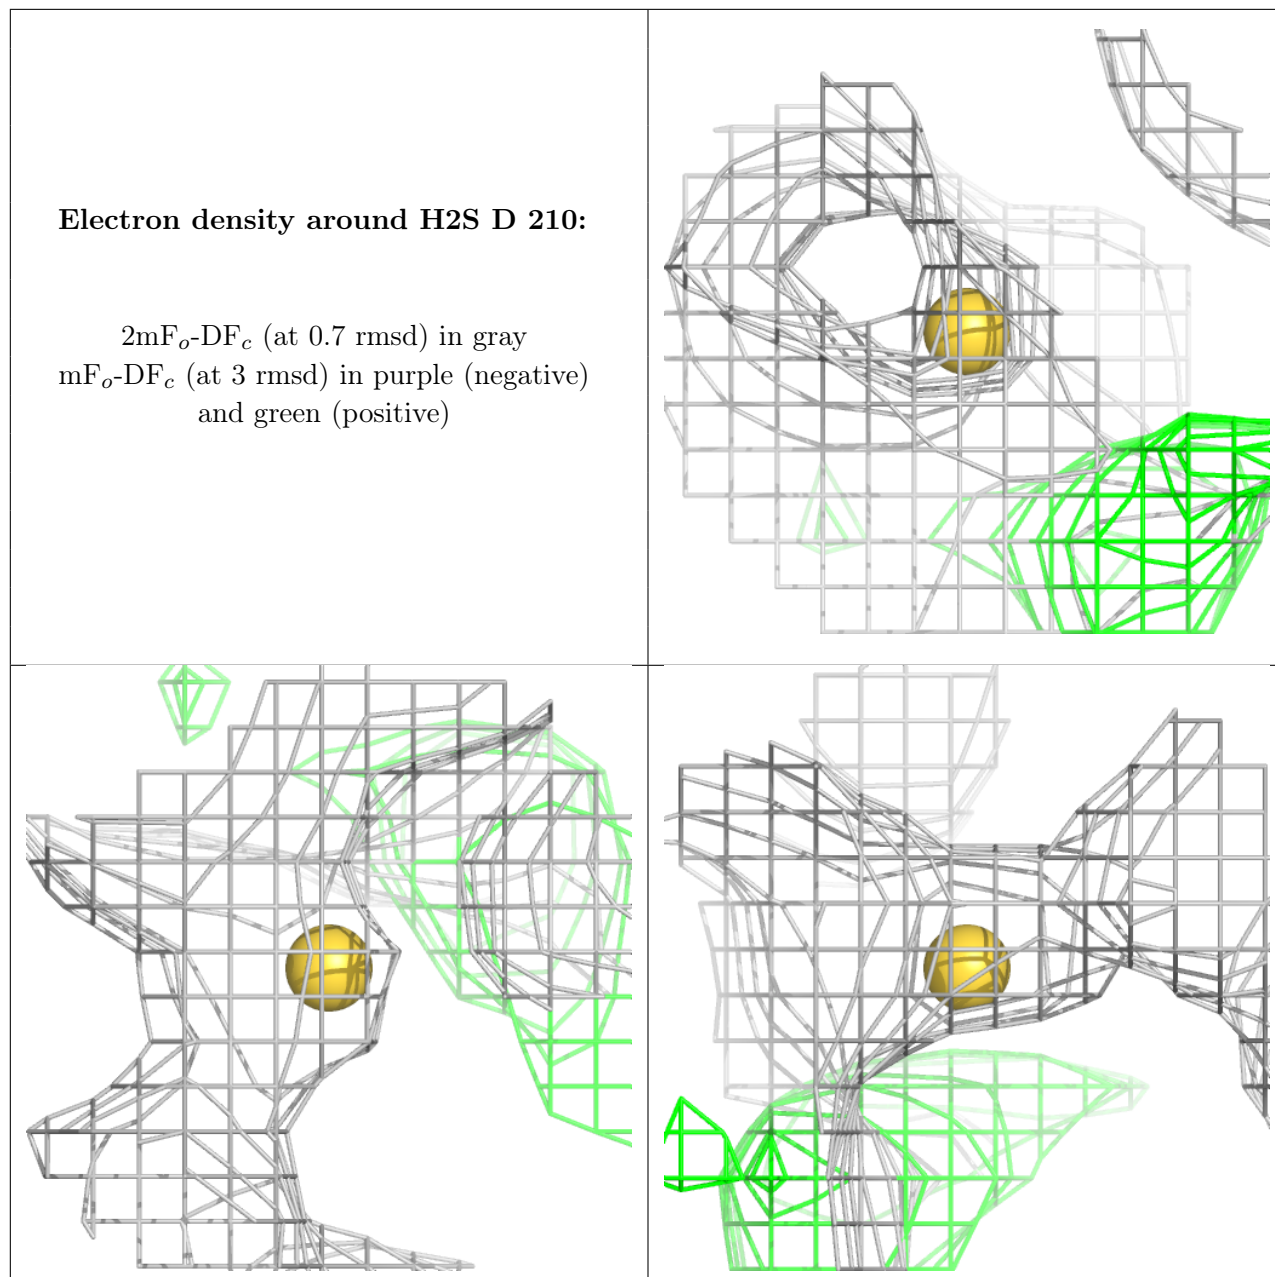 Electron density around H2S D 210:
2mFo-DFc (at 0.7 rmsd) in gray
mFo-DFc (at 3 rmsd) in purple (negative)
and green (positive)